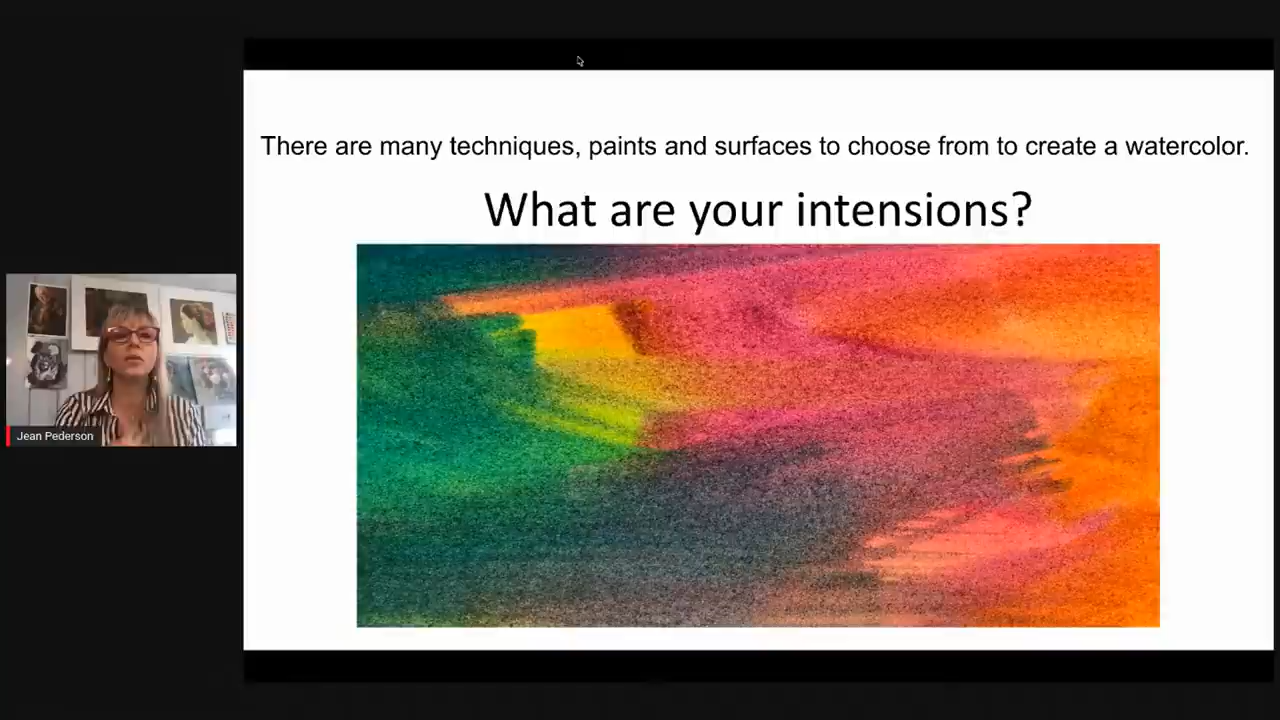 There are many techniques, paints and surfaces to choose from to create a watercolor.
What are your intensions?
Jean Pederson